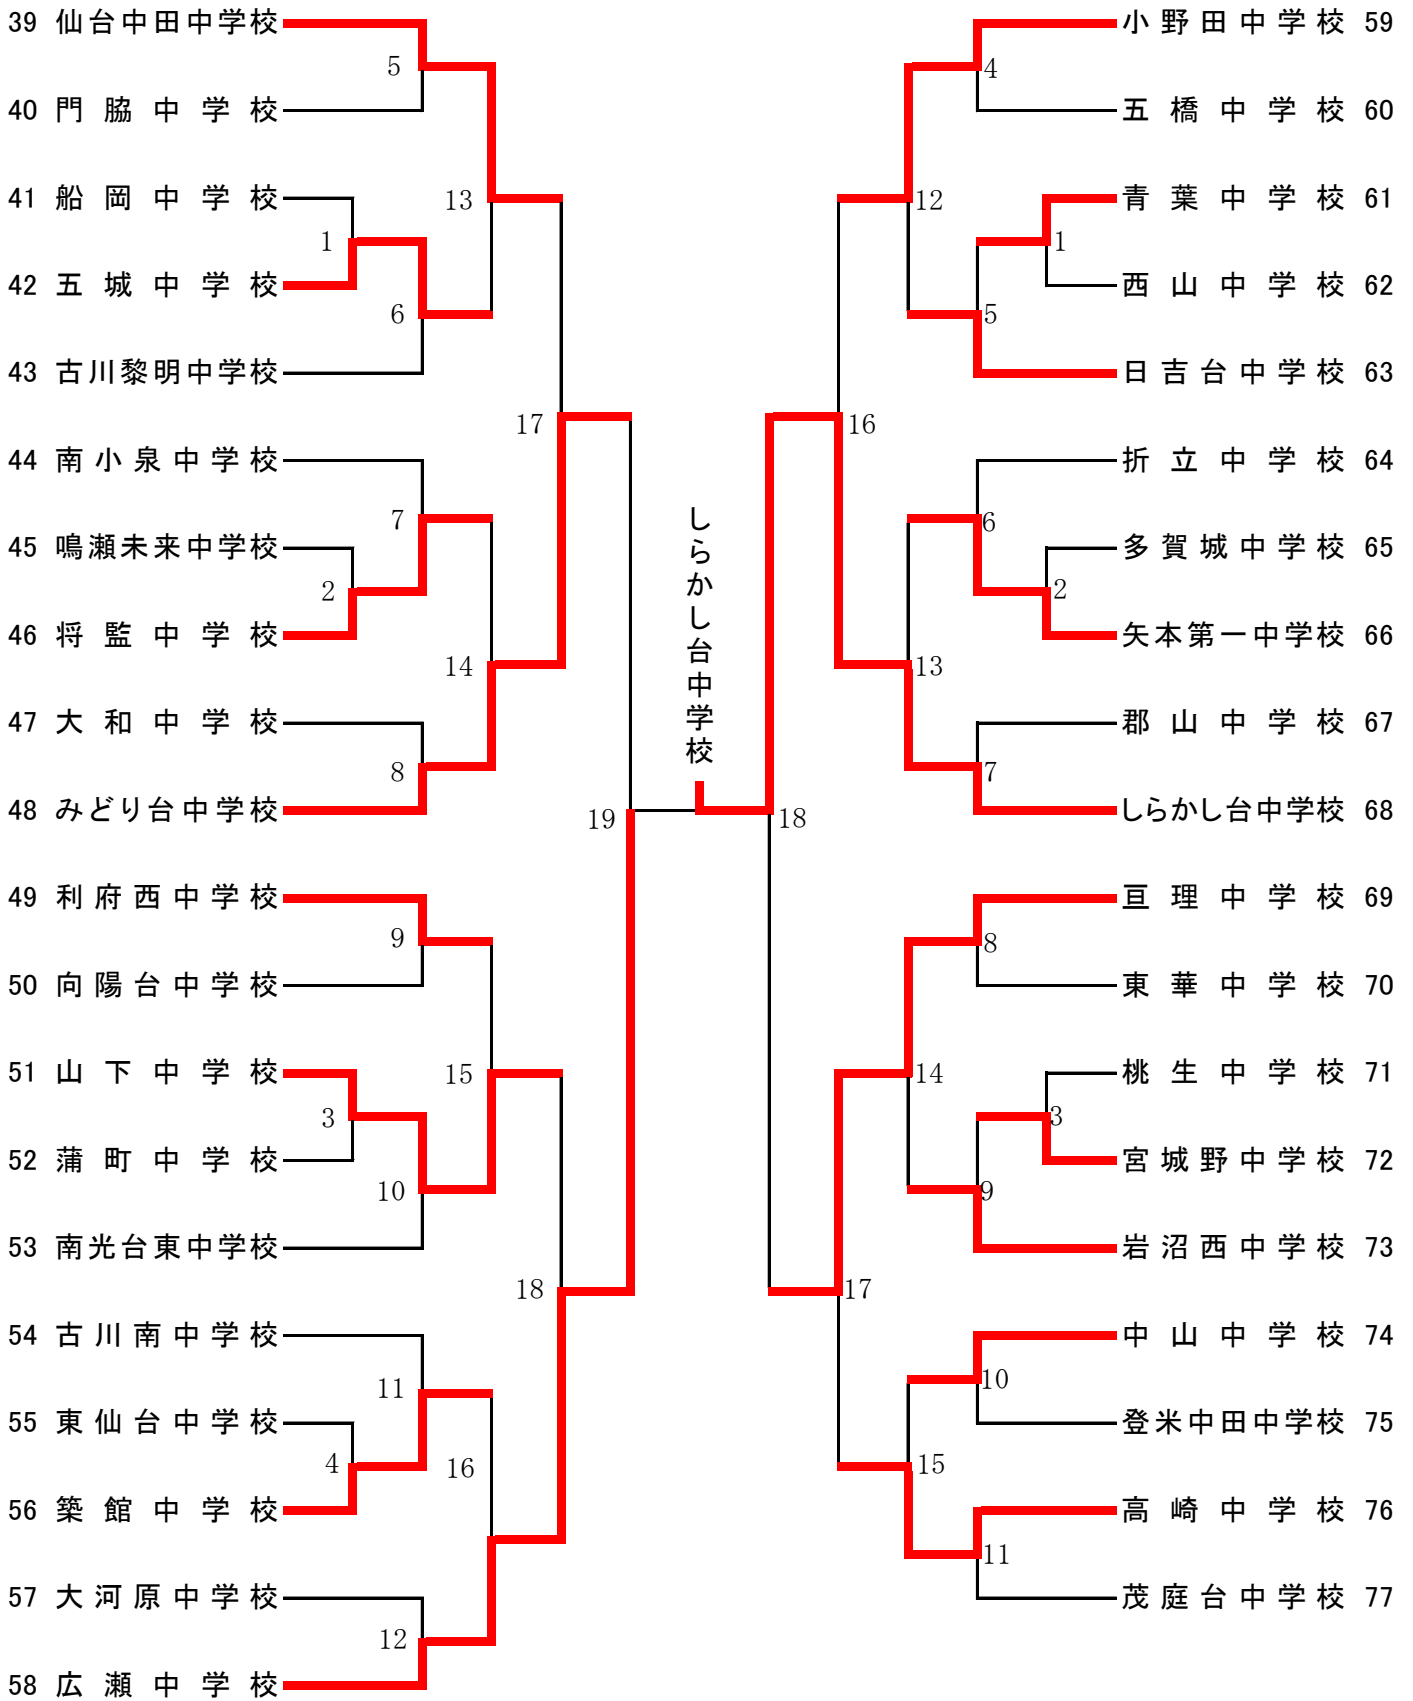 39 仙台中田中学校
40 門脇中学校
41 船岡中学校
42 五城中学校
43 古川黎明中学校
44 南小泉中学校
45 鳴瀬未来中学校
46 将監中学校
47 大和中学校
48 みどり台中学校
49 利府西中学校
50 向陽台中学校
51 山下中学校
52 蒲町中学校
53 南光台東中学校
54 古川南中学校
55 東仙台中学校
56 築館中学校
57 大河原中学校
58 広瀬中学校
5
13
1
6
17
7
2
14
8
19
9
15
3
10
18
11
4
16
12
しらかし台中学校
4
12
1
5
16
6
2
13
7
18
8
14
3
9
17
10
15
11
小野田中学校 59
五橋中学校 60
青葉中学校 61
西山中学校 62
日吉台中学校 63
折立中学校 64
多賀城中学校 65
矢本第一中学校 66
郡山中学校 67
しらかし台中学校 68
亘理中学校 69
東華中学校 70
桃生中学校 71
宮城野中学校 72
岩沼西中学校 73
中山中学校 74
登米中田中学校 75
高崎中学校 76
茂庭台中学校 77